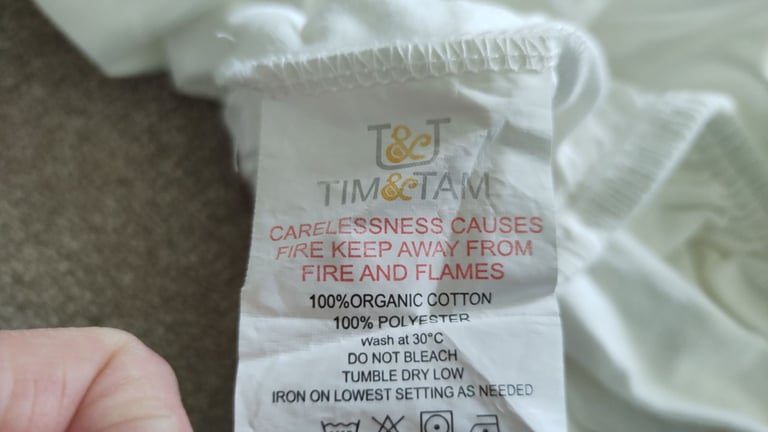 T&T
TIM&TAM
CARELESSNESS CAUSES
FIRE KEEP AWAY FROM
FIRE AND FLAMES
100%ORGANIC COTTON
100% POLYESTER
Wash at 30°C
DO NOT BLEACH
TUMBLE DRY LOW
IRON ON LOWEST SETTING AS NEEDED